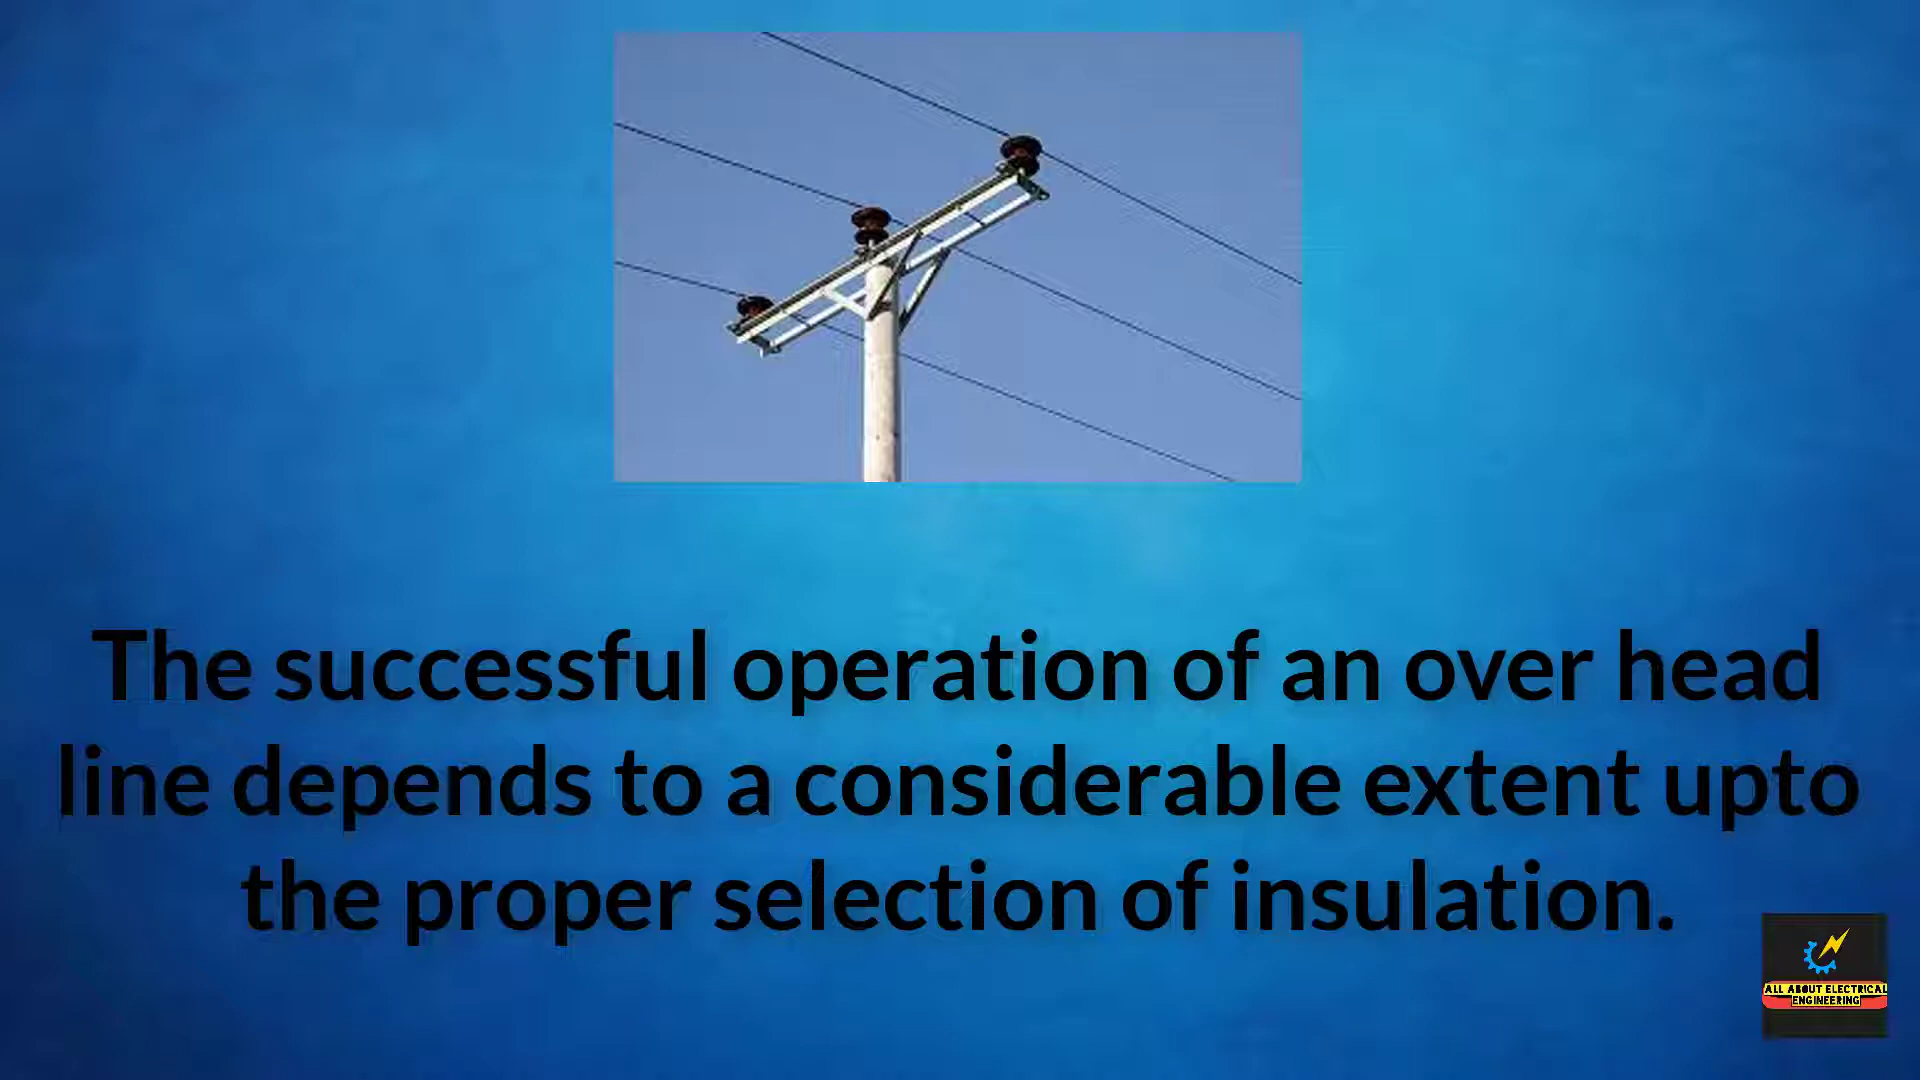 The successful operation of an over head
line depends to a considerable extent upto
the proper selection of insulation.
ALL ABOUT ELECTRICAL
ENGINEERING